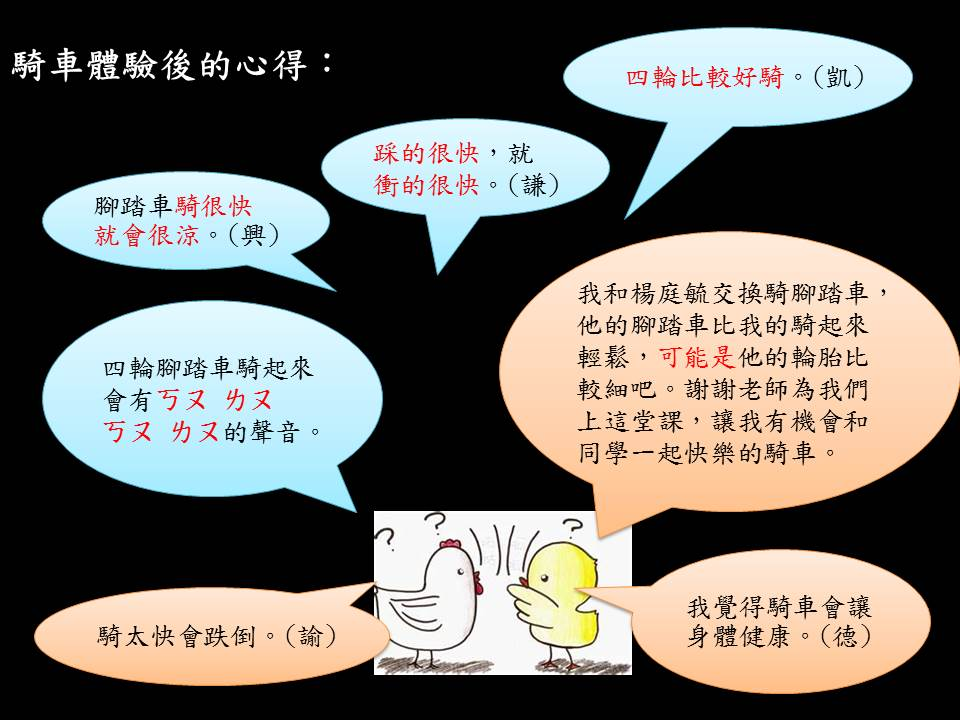 騎車體驗後的心得：
四輪比較好騎。(凱)
踩的很快，就
衝的很快。(謙)
腳踏車騎很快
就會很涼。(興)
我和楊庭毓交換騎腳踏車，
他的腳踏車比我的騎起來
輕鬆，可能是他的輪胎比
較細吧。謝謝老師為我們
上這堂課，讓我有機會和
同學一起快樂的騎車。
四輪腳踏車騎起來
會有ㄎㄡ ㄌㄡ
ㄎㄡ ㄌㄡ的聲音。
? ? ?
騎太快會跌倒。(諭)
我覺得騎車會讓
身體健康。(德)